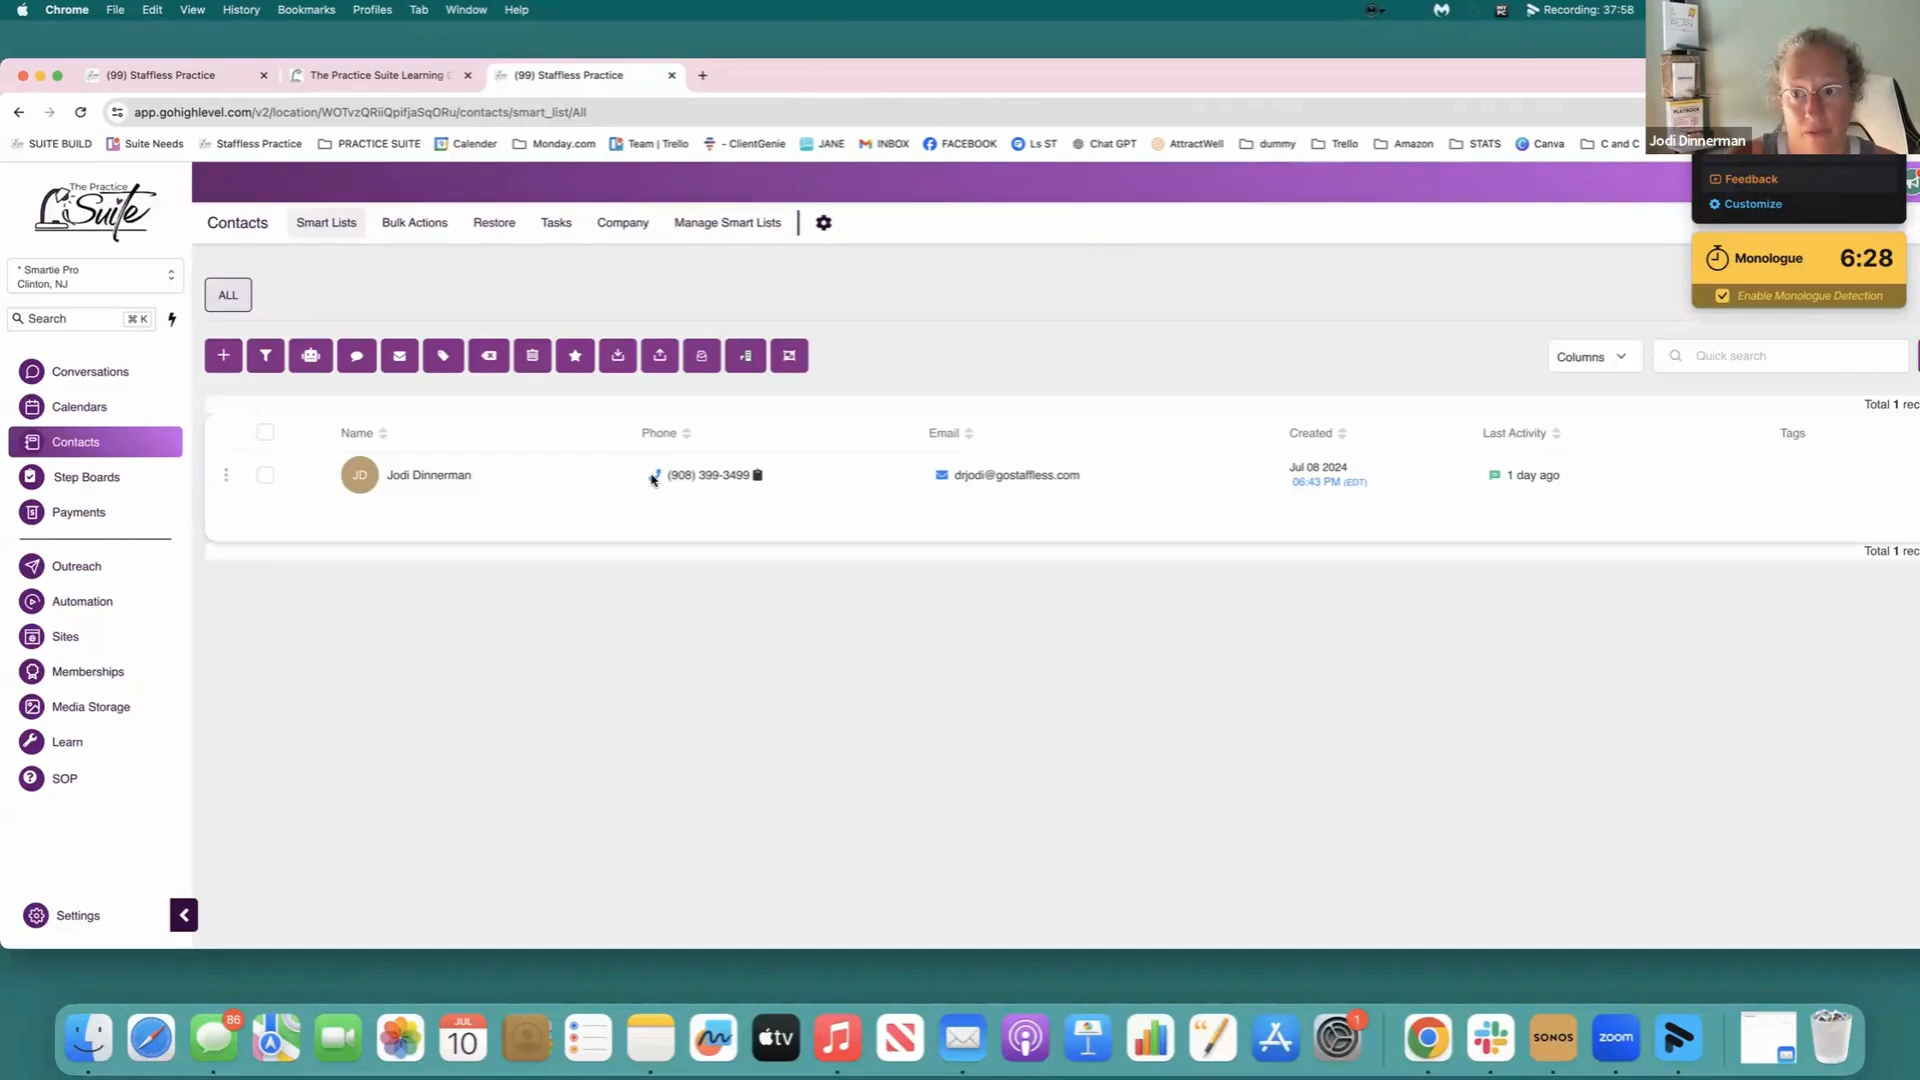 Chrome File Edit View History Bookmarks Profiles Tab Window Help
Recording: 37:58
(99) Staffless Practice
The Practice Suite Learning
(99) Staffless Practice
app.gohighlevel.com/v2/location/WOTvzQRiiQpifjaSqORu/contacts/smart_list/All
SUITE BUILD Suite Needs Staffless Practice PRACTICE SUITE Calender Monday.com Team | Trello - ClientGenie JANE INBOX FACEBOOK Ls ST Chat GPT AttractWell dummy Trello Amazon STATS Canva C and C
PLAN
PLAYBOOK
Jodi Dinnerman
Feedback
Customize
Monologue 6:28
Enable Monologue Detection
The Practice
Suite
* Smartie Pro
Clinton, NJ
Search ⌘ K
Conversations
Calendars
Contacts
Step Boards
Payments
Outreach
Automation
Sites
Memberships
Media Storage
Learn
SOP
Settings
Contacts Smart Lists Bulk Actions Restore Tasks Company Manage Smart Lists
ALL
Columns
Quick search
Total 1 rec
Name Phone Email Created Last Activity Tags
JD Jodi Dinnerman (908) 399-3499 drjodi@gostaffless.com Jul 08 2024 1 day ago
06:43 PM (EDT)
Total 1 rec
86
JUL
10
tv
1
SONOS
zoom